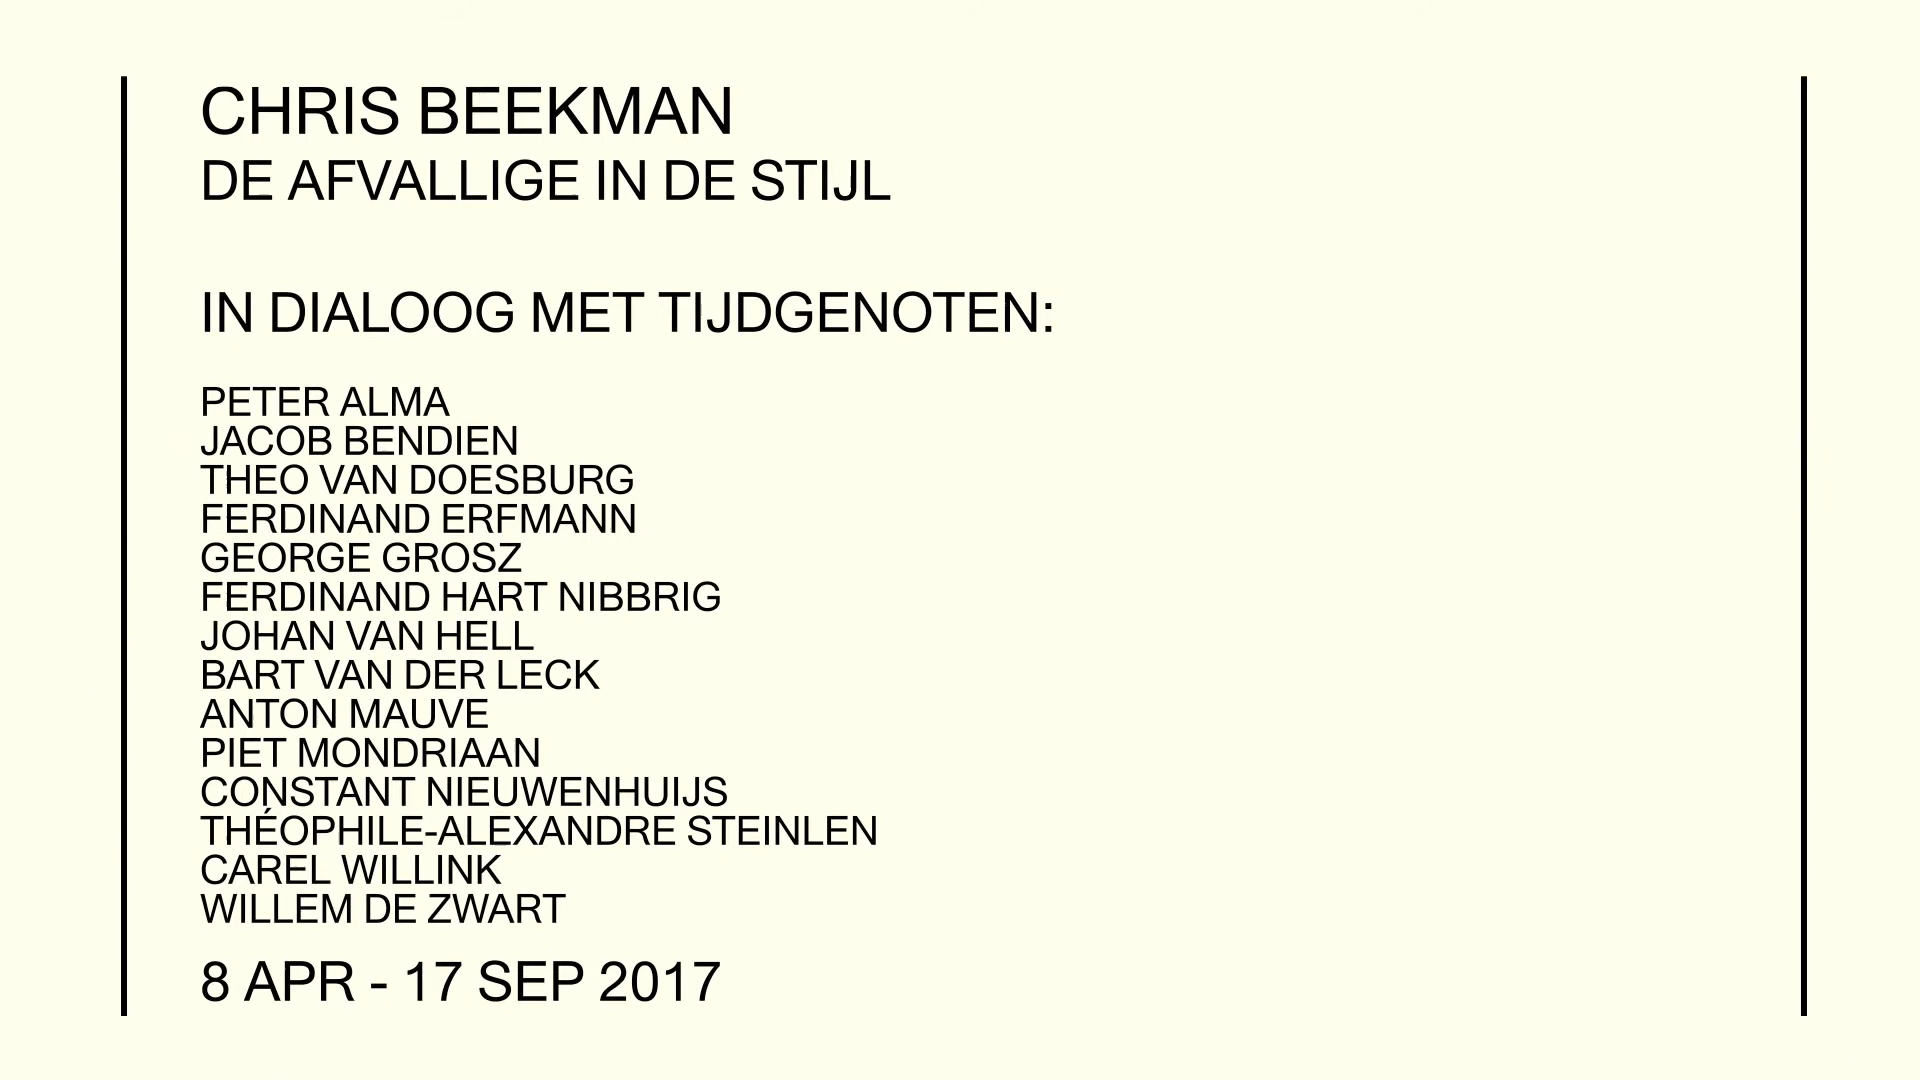 CHRIS BEEKMAN
DE AFVALLIGE IN DE STIJL
IN DIALOOG MET TIJDGENOTEN:
PETER ALMA
JACOB BENDIEN
THEO VAN DOESBURG
FERDINAND ERFMANN
GEORGE GROSZ
FERDINAND HART NIBBRIG
JOHAN VAN HELL
BART VAN DER LECK
ANTON MAUVE
PIET MONDRIAAN
CONSTANT NIEUWENHUIJS
THÉOPHILE-ALEXANDRE STEINLEN
CAREL WILLINK
WILLEM DE ZWART
8 APR - 17 SEP 2017